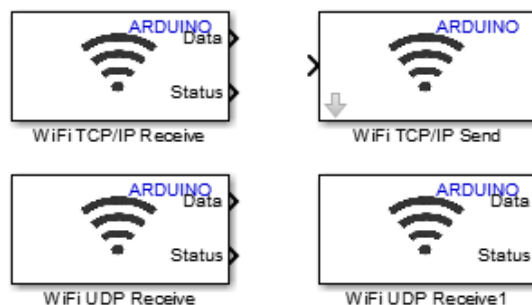 ARDUINO
Data
Status
WiFi TCP/IP Receive
ARDUINO
WiFi TCP/IP Send
ARDUINO
Data
Status
WiFi UDP Receive
ARDUINO
Data
Status
WiFi UDP Receive1